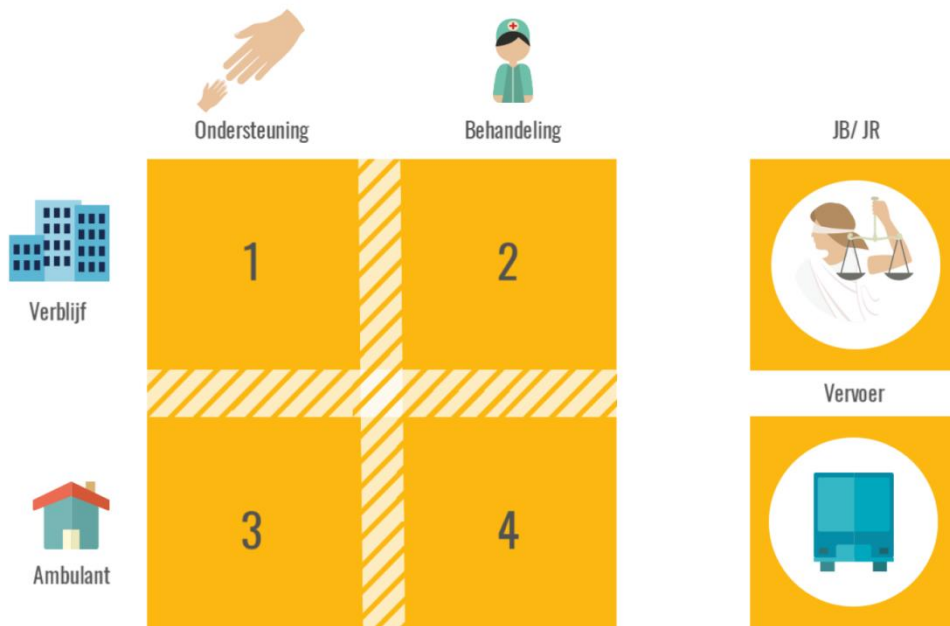 Ondersteuning
Behandeling
JB/ JR
Verblijf
1
2
Vervoer
Ambulant
3
4